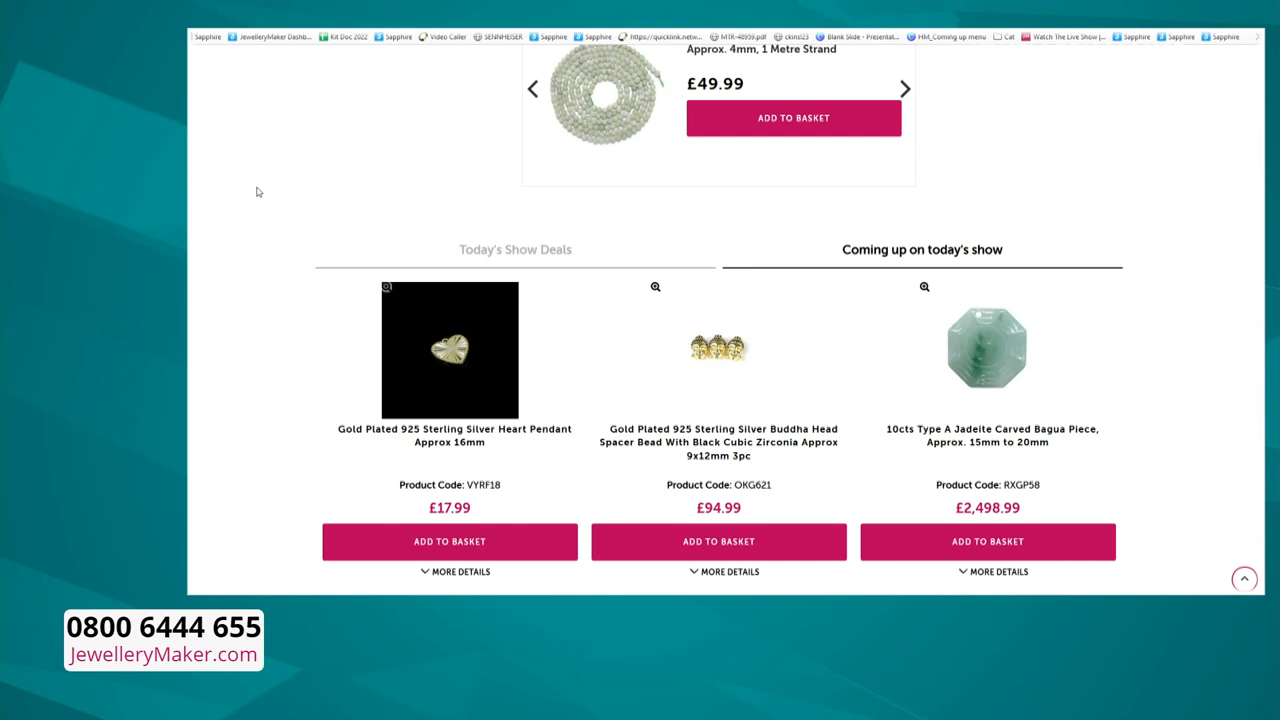 Sapphire JewelleryMaker Dashb... Kit Doc 2022 Sapphire Video Caller SENNHEISER Sapphire Sapphire https://quicklink.netw... MTR-48959.pdf ckinsl23 Blank Slide - Presentat... HM_Coming up menu Cat Watch The Live Show |... Sapphire Sapphire Sapphire
Approx. 4mm, 1 Metre Strand
£49.99
ADD TO BASKET
Today's Show Deals
Coming up on today's show
Gold Plated 925 Sterling Silver Heart Pendant
Approx 16mm
Product Code: VYRF18
£17.99
ADD TO BASKET
MORE DETAILS
Gold Plated 925 Sterling Silver Buddha Head
Spacer Bead With Black Cubic Zirconia Approx
9x12mm 3pc
Product Code: OKG621
£94.99
ADD TO BASKET
MORE DETAILS
10cts Type A Jadeite Carved Bagua Piece,
Approx. 15mm to 20mm
Product Code: RXGP58
£2,498.99
ADD TO BASKET
MORE DETAILS
0800 6444 655
JewelleryMaker.com